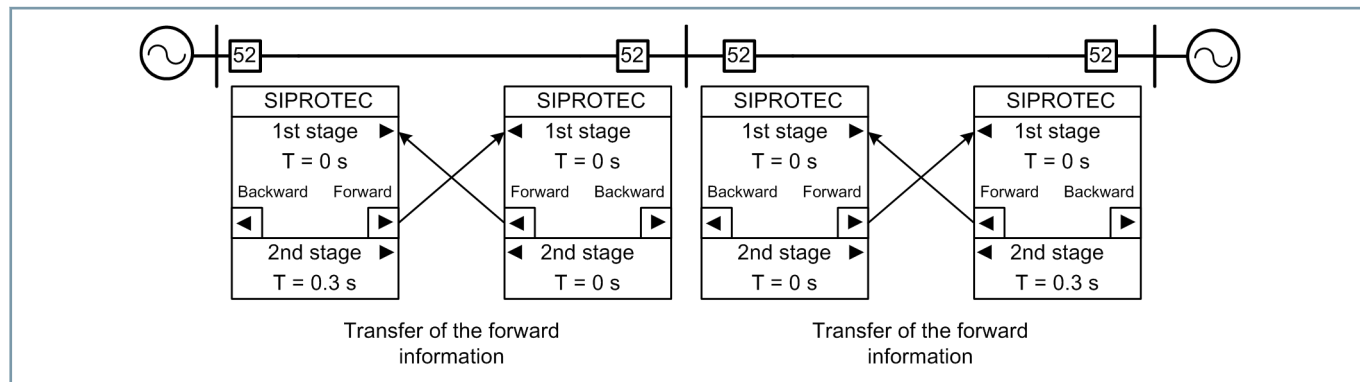 52
52
52
52
SIPROTEC
1st stage
T = 0 s
Backward Forward
2nd stage
T = 0.3 s
SIPROTEC
1st stage
T = 0 s
Forward Backward
2nd stage
T = 0 s
SIPROTEC
1st stage
T = 0 s
Backward Forward
2nd stage
T = 0 s
SIPROTEC
1st stage
T = 0 s
Forward Backward
2nd stage
T = 0.3 s
Transfer of the forward
information
Transfer of the forward
information